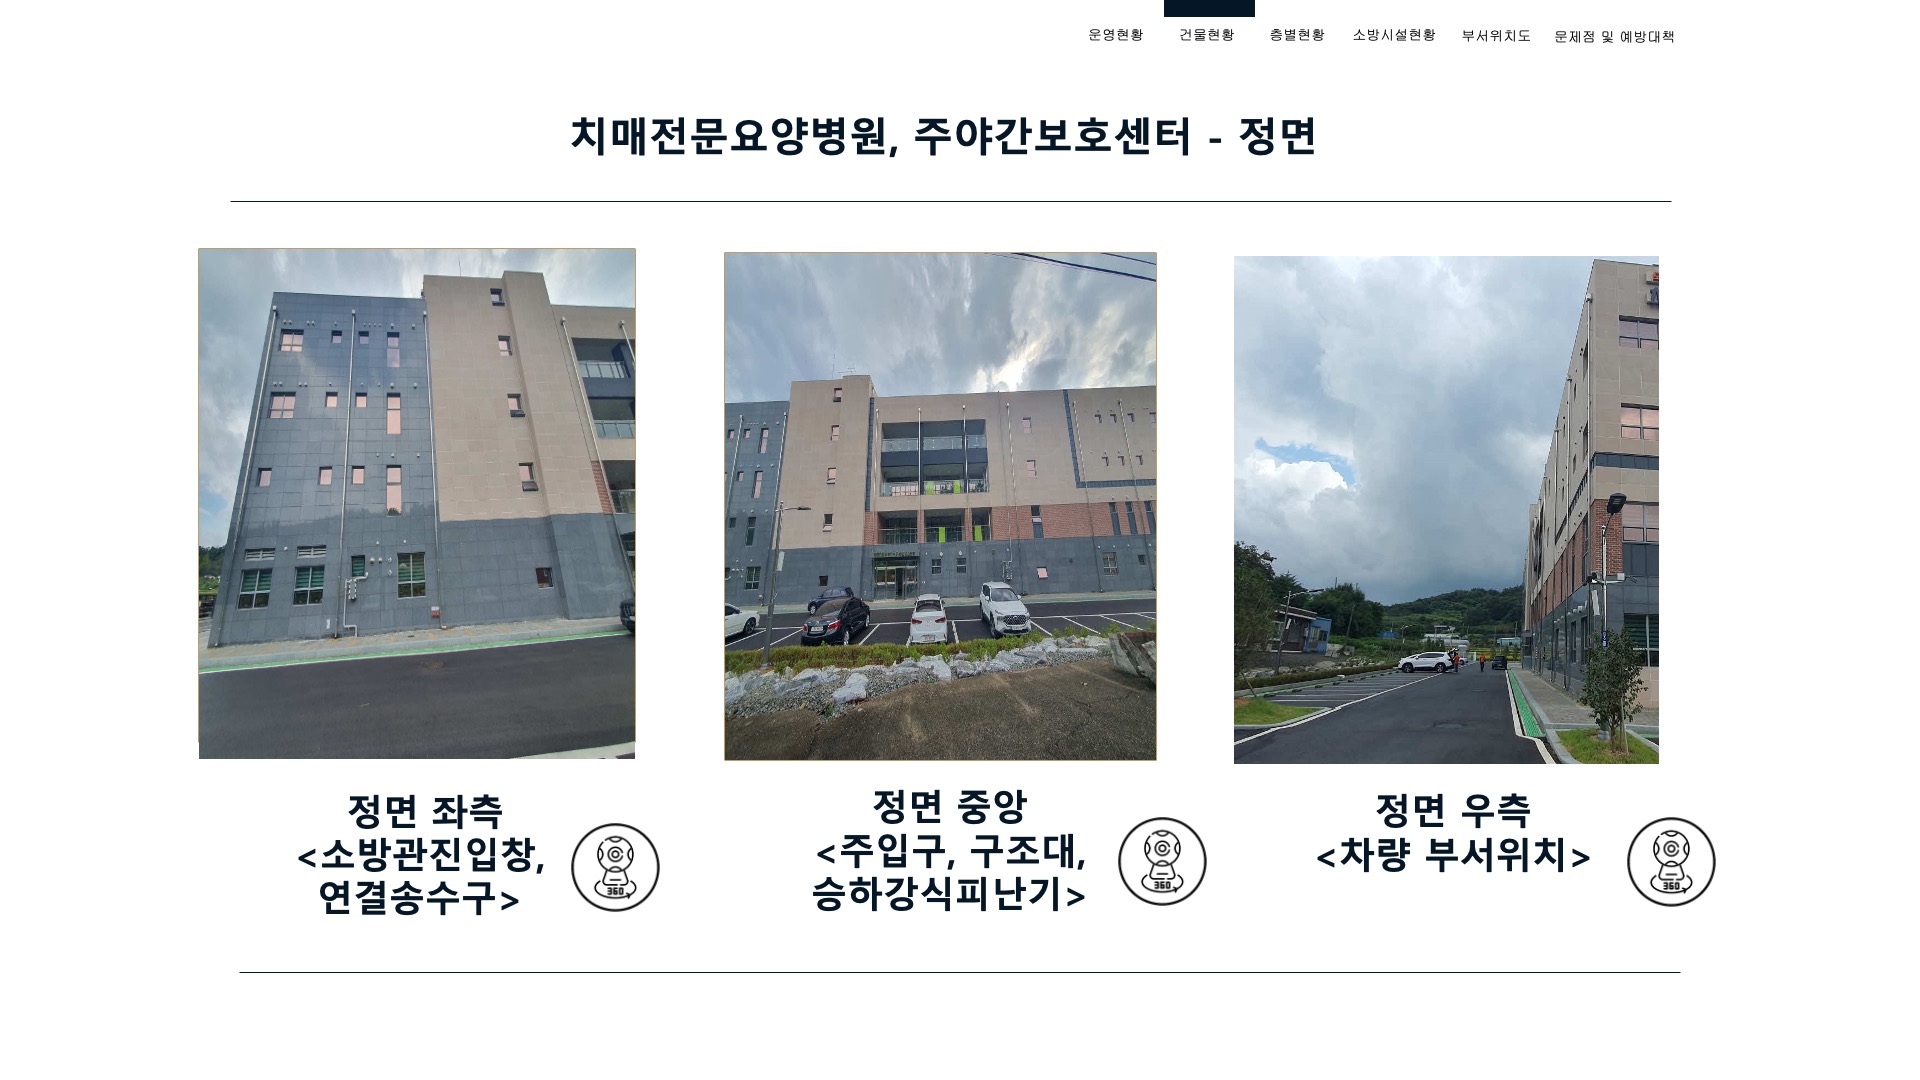 운영현황
건물현황
층별현황
소방시설현황
부서위치도
문제점 및 예방대책
치매전문요양병원, 주야간보호센터 - 정면
정면 좌측
<소방관진입창,
연결송수구>
360
정면 중앙
<주입구, 구조대,
승하강식피난기>
360
정면 우측
<차량 부서위치>
360